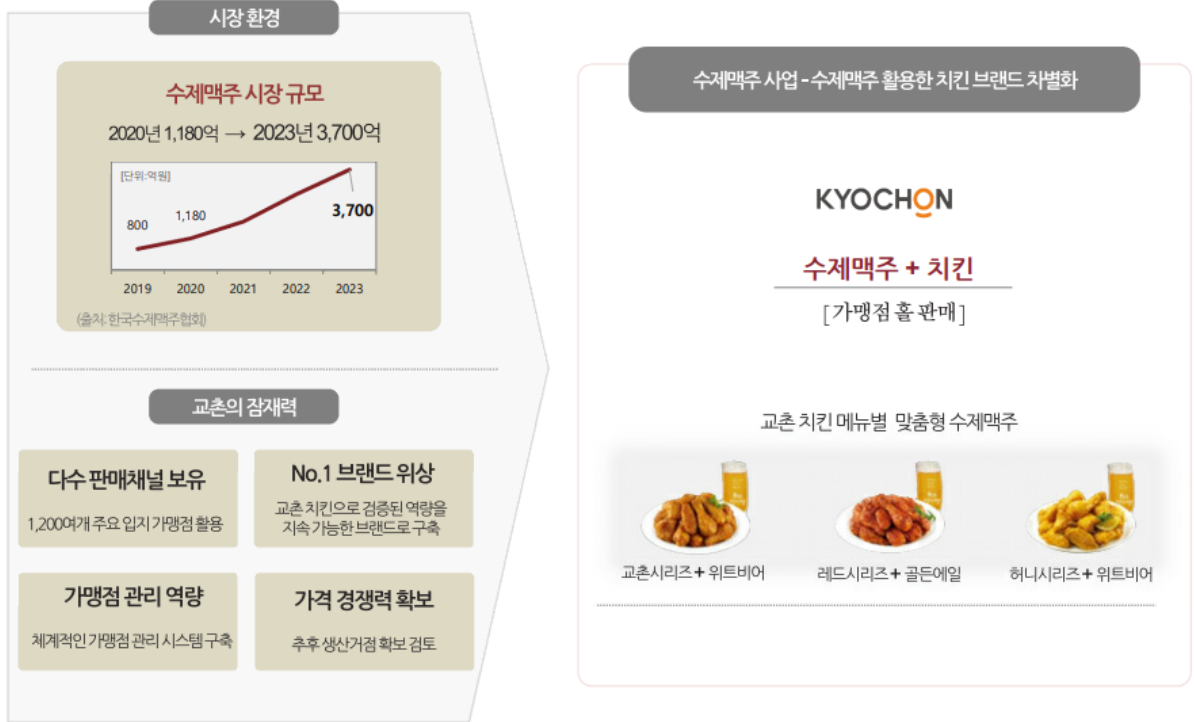 시장 환경
수제맥주 시장 규모
2020년 1,180억 → 2023년 3,700억
[단위:억원]
800
1,180
3,700
2019 2020 2021 2022 2023
(출처: 한국수제맥주협회)
교촌의 잠재력
다수 판매채널 보유
1,200여개 주요 입지 가맹점 활용
No.1 브랜드 위상
교촌 치킨으로 검증된 역량을
지속 가능한 브랜드로 구축
가맹점 관리 역량
체계적인 가맹점 관리 시스템 구축
가격 경쟁력 확보
추후 생산거점 확보 검토
수제맥주 사업 - 수제맥주 활용한 치킨 브랜드 차별화
KYOCHON
수제맥주 + 치킨
[가맹점 홀 판매]
교촌 치킨 메뉴별 맞춤형 수제맥주
교촌시리즈 + 위트비어
레드시리즈 + 골든에일
허니시리즈 + 위트비어